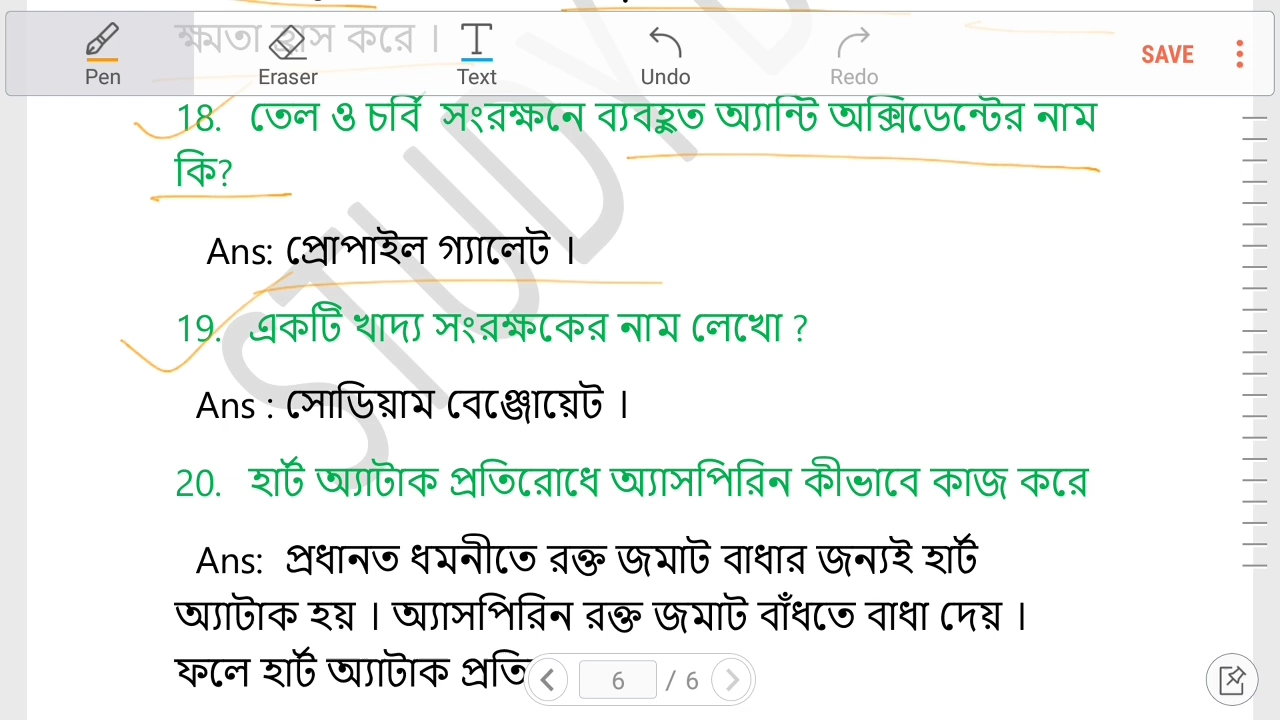 ক্ষমতা হ্রাস করে ।
Pen
Eraser
Text
Undo
Redo
SAVE
18. তেল ও চর্বি সংরক্ষনে ব্যবহৃত অ্যান্টি অক্সিডেন্টের নাম
কি?
Ans: প্রোপাইল গ্যালেট ।
19. একটি খাদ্য সংরক্ষকের নাম লেখো ?
Ans : সোডিয়াম বেঞ্জোয়েট ।
20. হার্ট অ্যাটাক প্রতিরোধে অ্যাসপিরিন কীভাবে কাজ করে
Ans: প্রধানত ধমনীতে রক্ত জমাট বাধার জন্যই হার্ট
অ্যাটাক হয় । অ্যাসপিরিন রক্ত জমাট বাঁধতে বাধা দেয় ।
ফলে হার্ট অ্যাটাক প্রতি
6 / 6
STUDY